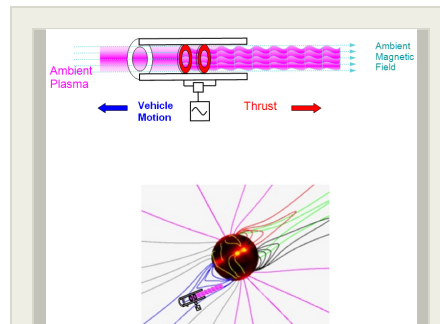 Ambient
Magnetic
Field
Ambient
Plasma
Vehicle
Motion
Thrust